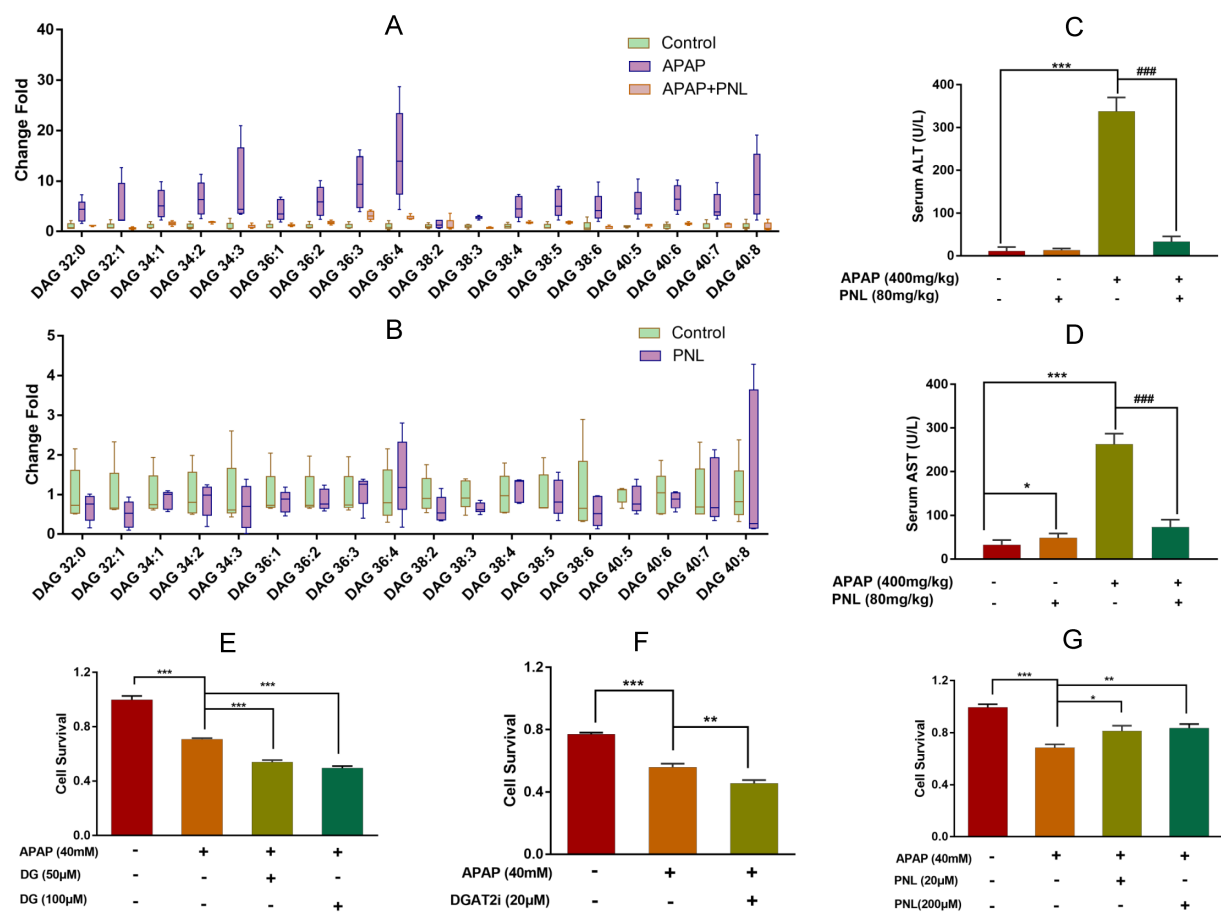 A
Change Fold
40
30
20
10
0
Control
APAP
APAP+PNL
DAG 32:0
DAG 32:1
DAG 34:1
DAG 34:2
DAG 34:3
DAG 36:1
DAG 36:2
DAG 36:3
DAG 36:4
DAG 38:2
DAG 38:3
DAG 38:4
DAG 38:5
DAG 38:6
DAG 40:5
DAG 40:6
DAG 40:7
DAG 40:8
B
Change Fold
5
4
3
2
1
0
Control
PNL
DAG 32:0
DAG 32:1
DAG 34:1
DAG 34:2
DAG 34:3
DAG 36:1
DAG 36:2
DAG 36:3
DAG 36:4
DAG 38:2
DAG 38:3
DAG 38:4
DAG 38:5
DAG 38:6
DAG 40:5
DAG 40:6
DAG 40:7
DAG 40:8
C
Serum ALT (U/L)
400
300
200
100
0
*** ###
APAP (400mg/kg) - - + +
PNL (80mg/kg) - + - +
D
Serum AST (U/L)
400
300
200
100
0
***
###
*
APAP (400mg/kg) - - + +
PNL (80mg/kg) - + - +
E
Cell Survival
1.2
0.8
0.4
0.0
***
***
***
APAP (40mM) - + + +
DG (50µM) +
DG (100µM) +
F
Cell Survival
1.2
0.8
0.4
0.0
***
**
APAP (40mM) - + +
DGAT2i (20µM) +
G
Cell Survival
1.2
0.8
0.4
0.0
***
**
*
APAP (40mM) - + + +
PNL (20µM) +
PNL(200µM) +